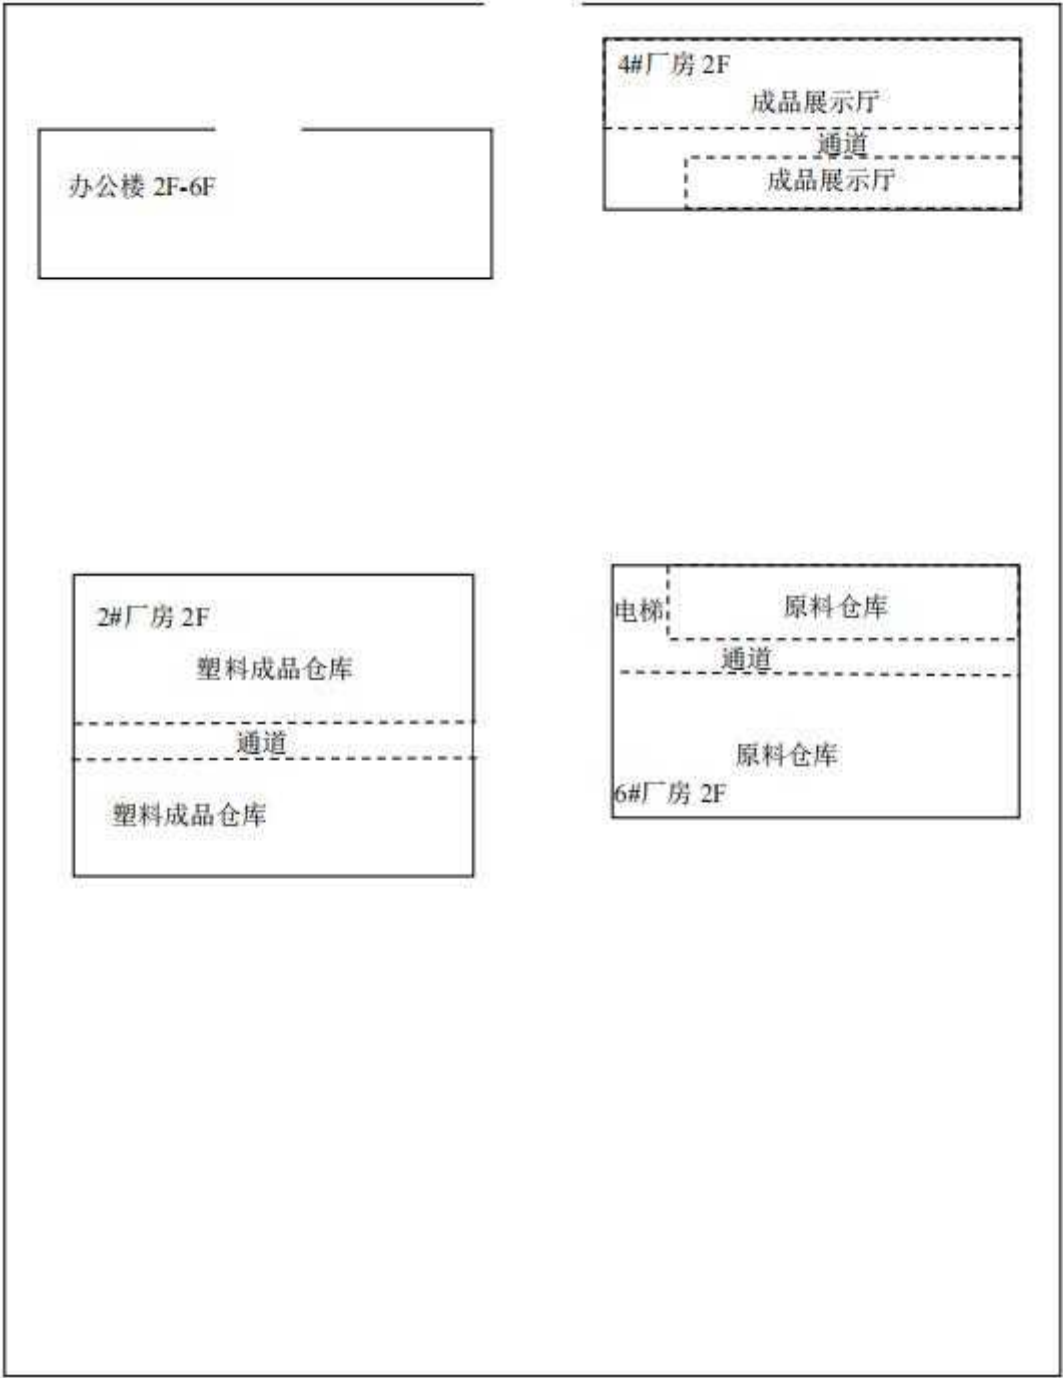 4#厂房 2F
成品展示厅
通道
成品展示厅
办公楼 2F-6F
2#厂房 2F
塑料成品仓库
通道
塑料成品仓库
电梯
原料仓库
通道
原料仓库
6#厂房 2F